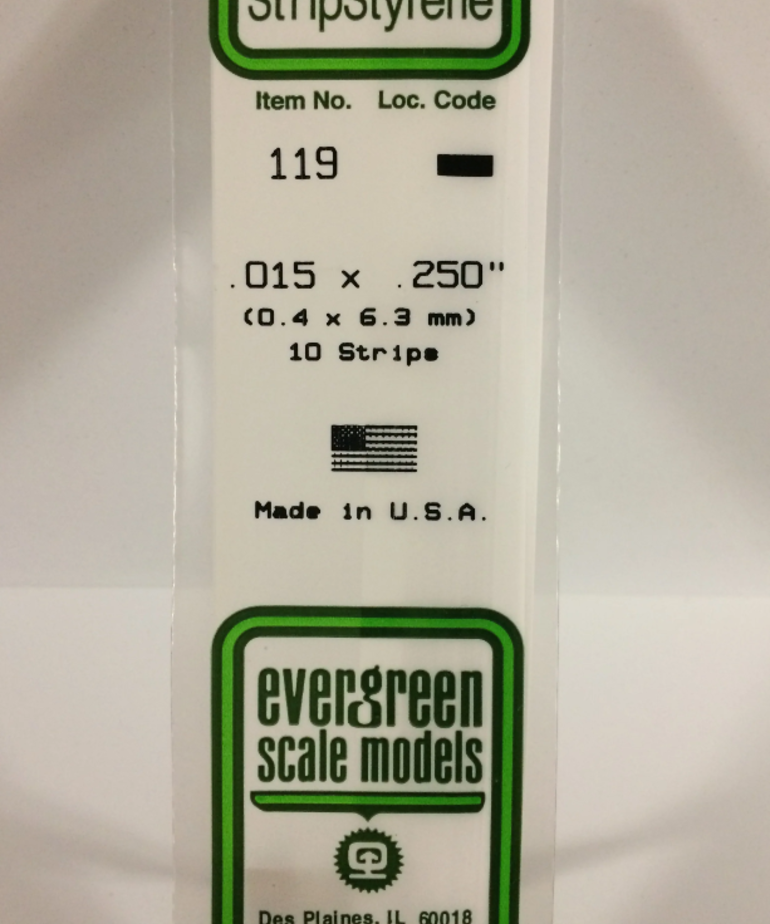 StripStyrene
Item No. Loc. Code
119
.015 x .250"
(0.4 x 6.3 mm)
10 Strips
Made in U.S.A.
evergreen
scale models
Des Plaines, IL 60018